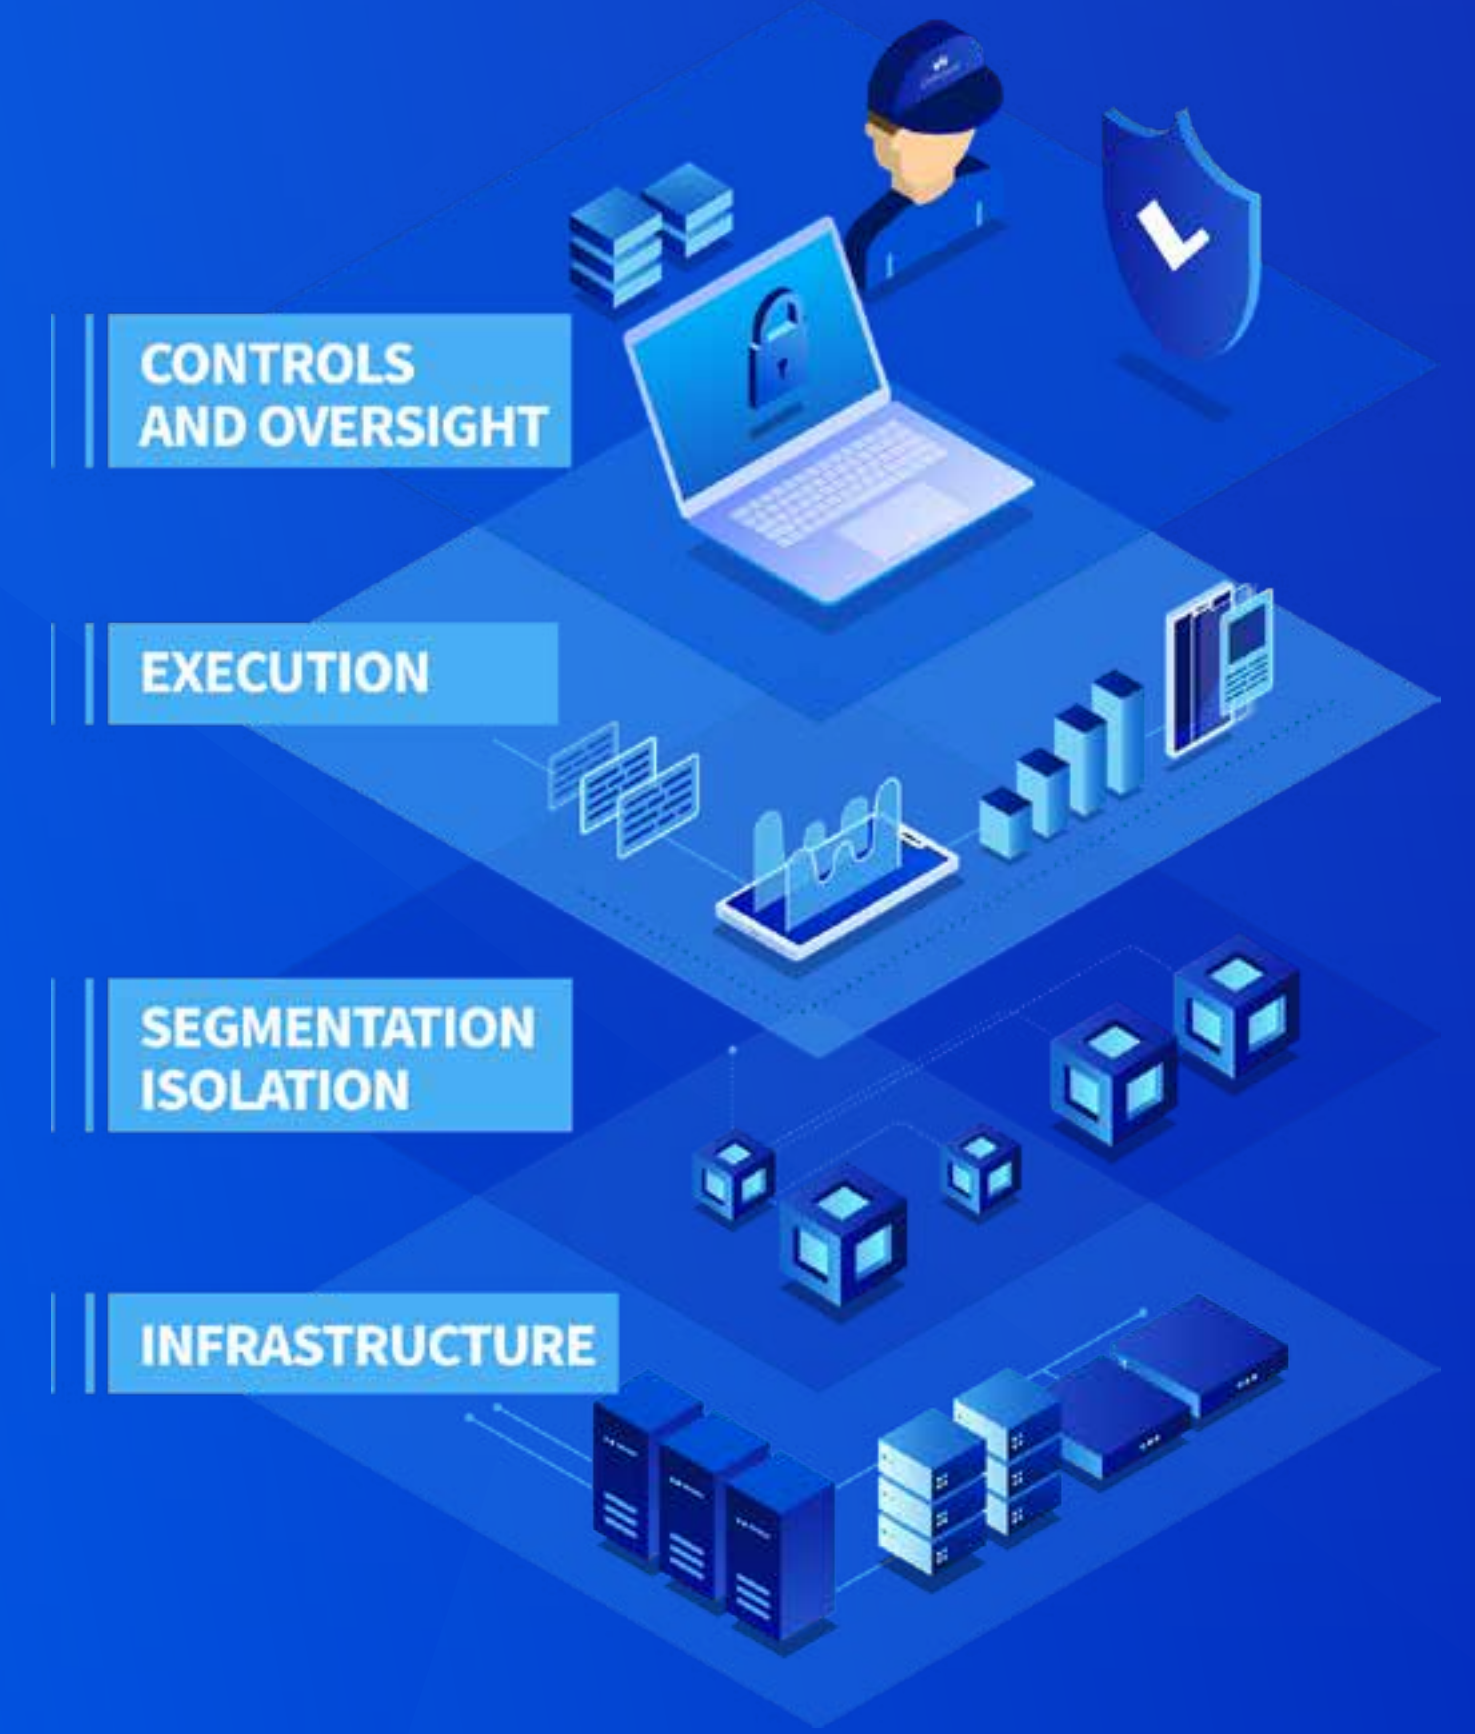 CONTROLS
AND OVERSIGHT
EXECUTION
SEGMENTATION
ISOLATION
INFRASTRUCTURE